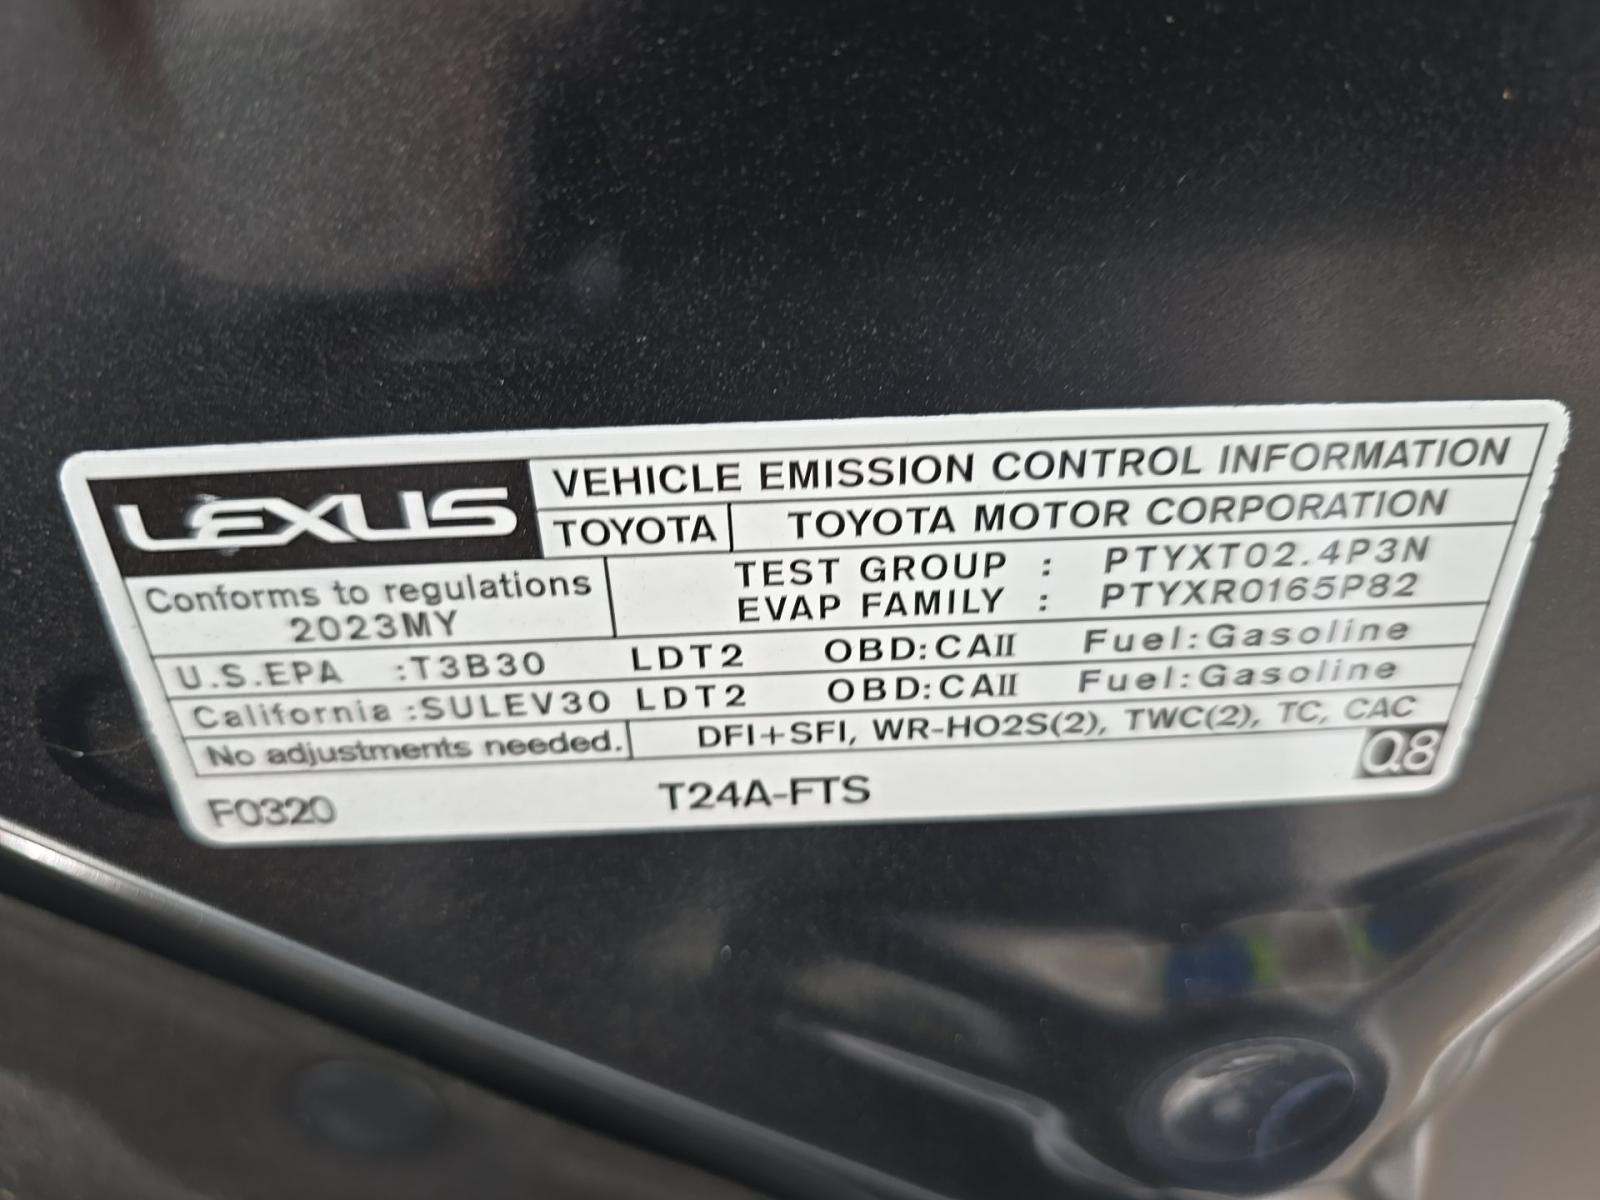 LEXUS
VEHICLE EMISSION CONTROL INFORMATION
TOYOTA TOYOTA MOTOR CORPORATION
Conforms to regulations
2023MY
TEST GROUP : PTYXT02.4P3N
EVAP FAMILY : PTYXR0165P82
U.S.EPA :T3B30 LDT2 OBD:CAII Fuel:Gasoline
California :SULEV30 LDT2 OBD:CAII Fuel:Gasoline
No adjustments needed. DFI+SFI, WR-HO2S(2), TWC(2), TC, CAC
F0320 T24A-FTS Q8